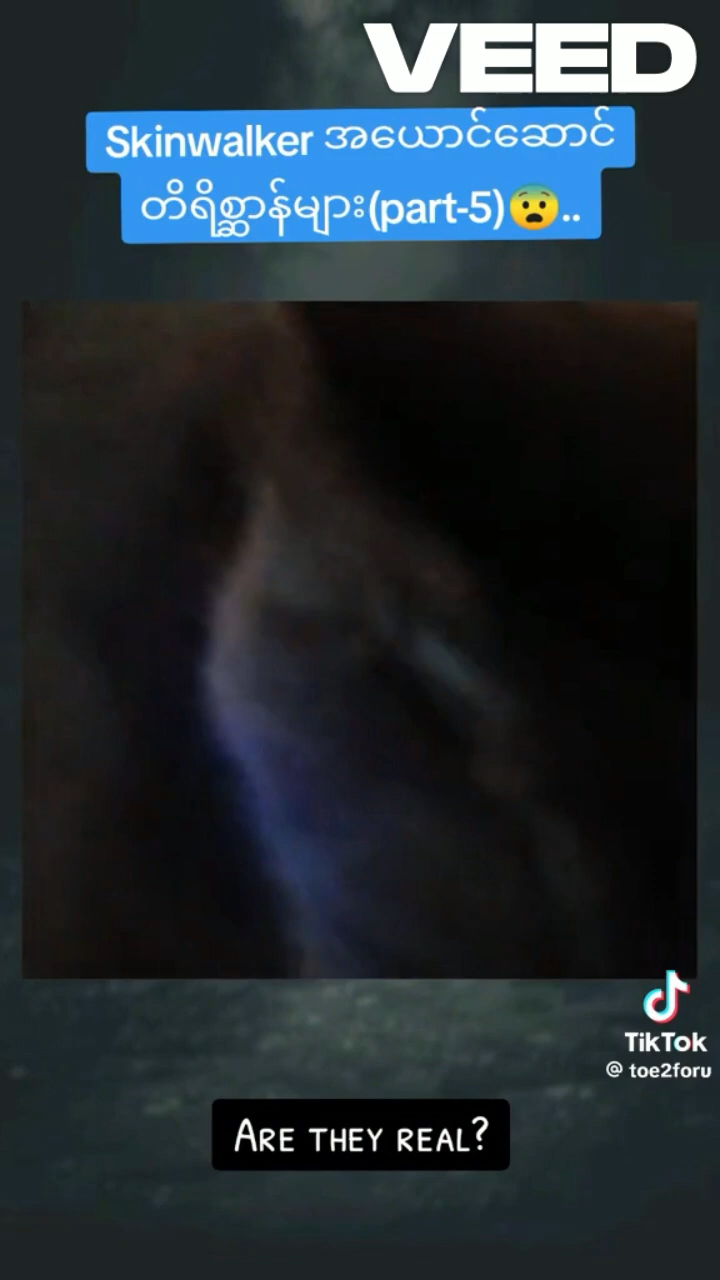 VEED
Skinwalker အယောင်ဆောင်
တိရိစ္ဆာန်များ(part-5)😨..
TikTok
@ toe2foru
ARE THEY REAL?